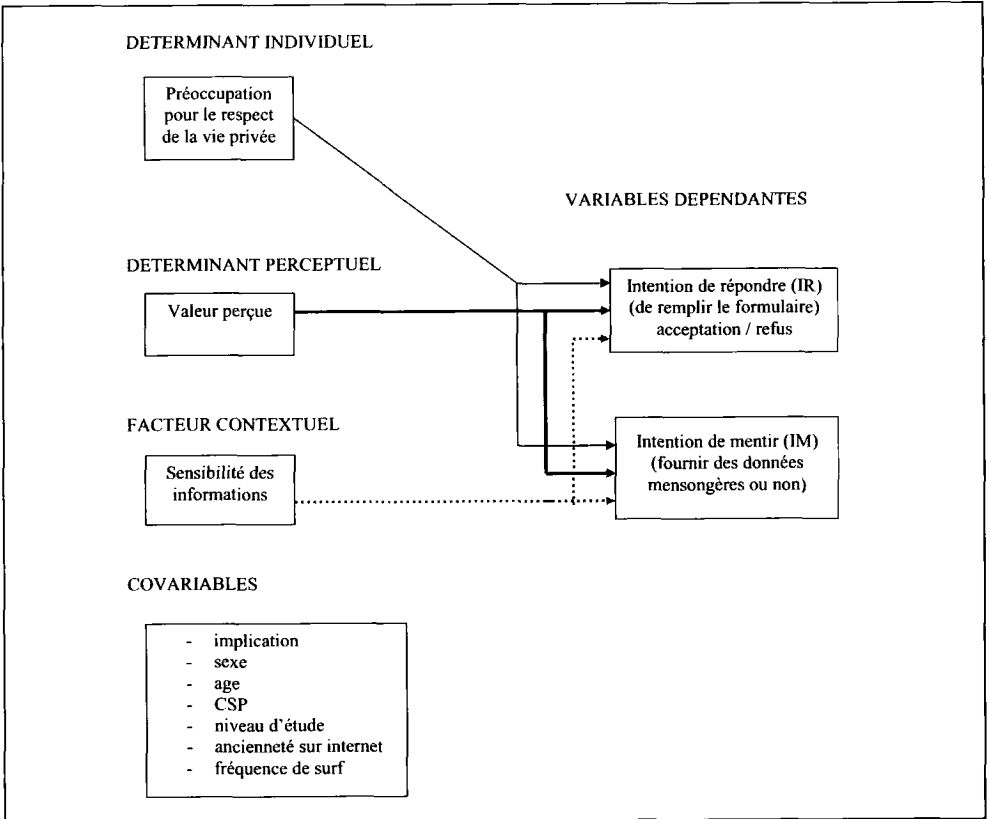 DETERMINANT INDIVIDUEL
Préoccupation
pour le respect
de la vie privée
VARIABLES DEPENDANTES
DETERMINANT PERCEPTUEL
Valeur perçue
Intention de répondre (IR)
(de remplir le formulaire)
acceptation / refus
FACTEUR CONTEXTUEL
Sensibilité des
informations
Intention de mentir (IM)
(fournir des données
mensongères ou non)
COVARIABLES
- implication
- sexe
- age
- CSP
- niveau d'étude
- ancienneté sur internet
- fréquence de surf